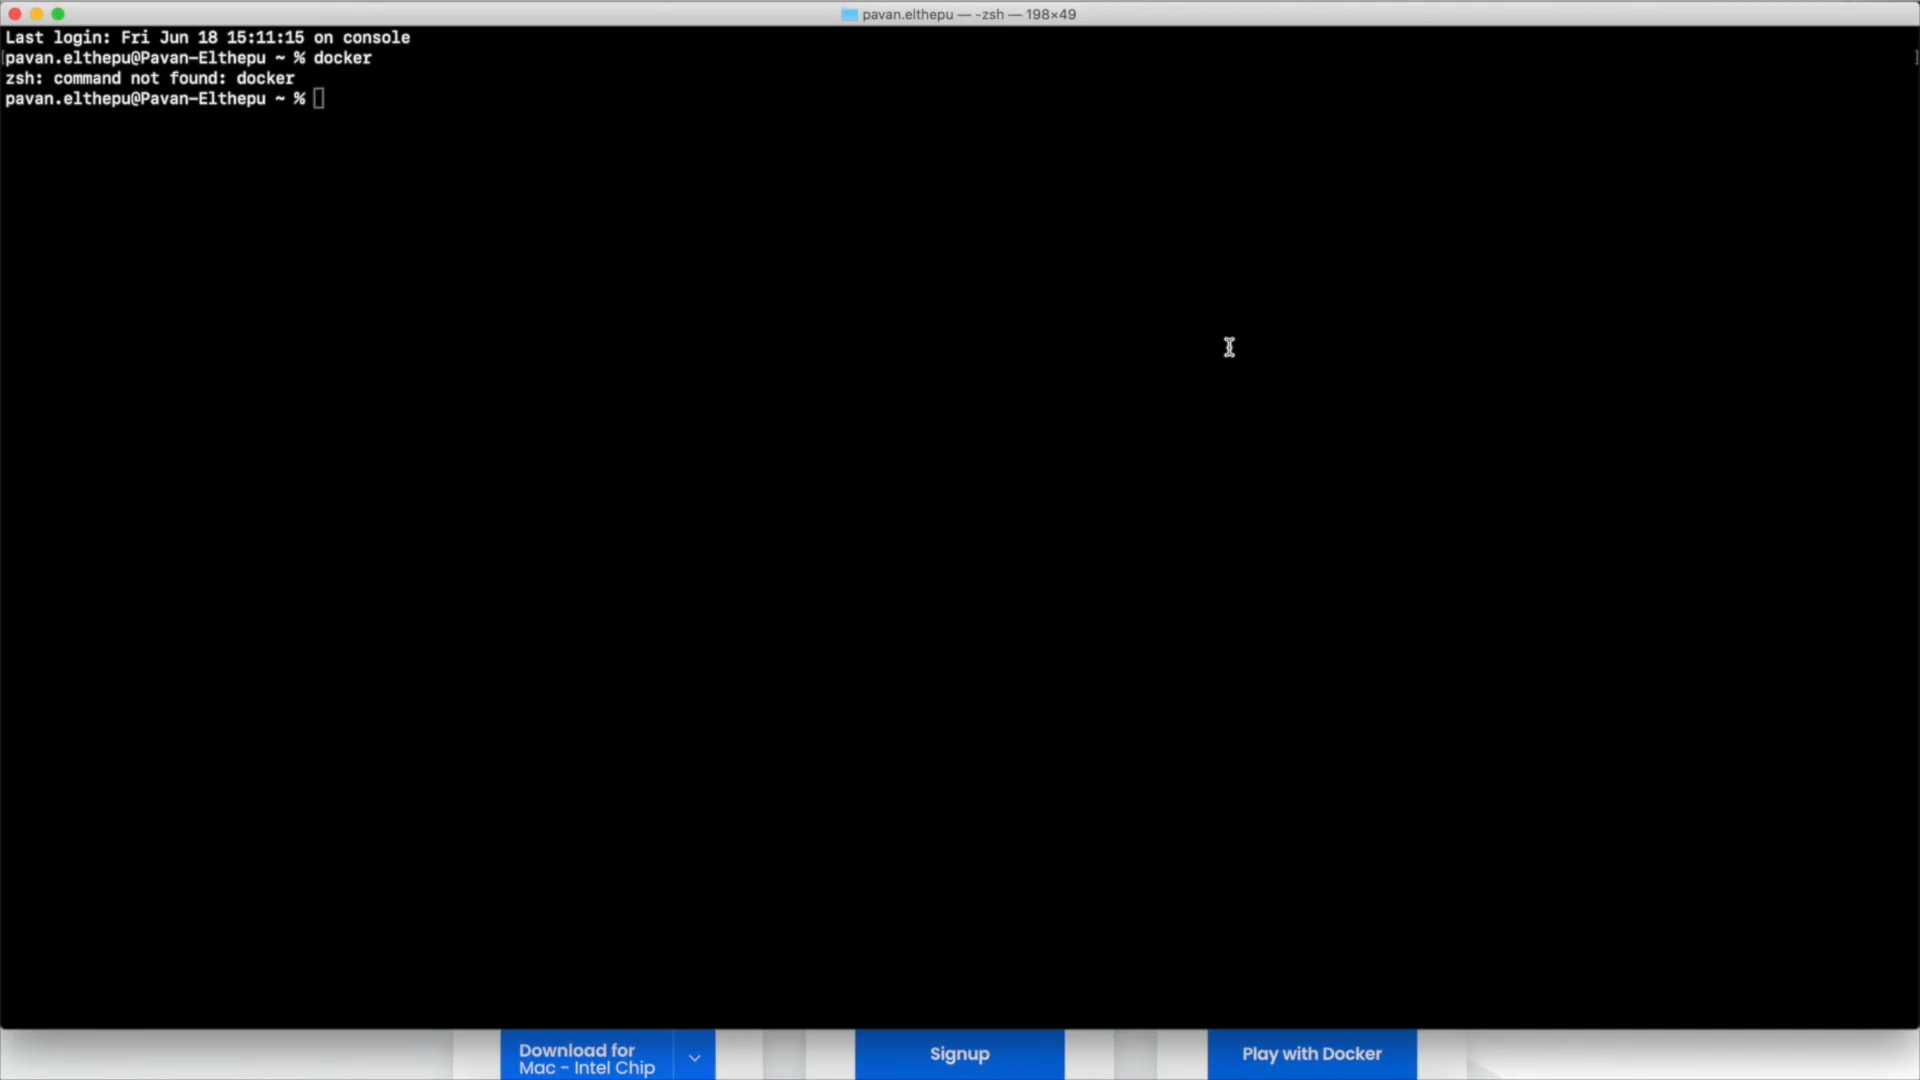 pavan.elthepu — -zsh — 198×49
Last login: Fri Jun 18 15:11:15 on console
[pavan.elthepu@Pavan-Elthepu ~ % docker ]
zsh: command not found: docker
pavan.elthepu@Pavan-Elthepu ~ %
Download for
Mac - Intel Chip
Signup
Play with Docker